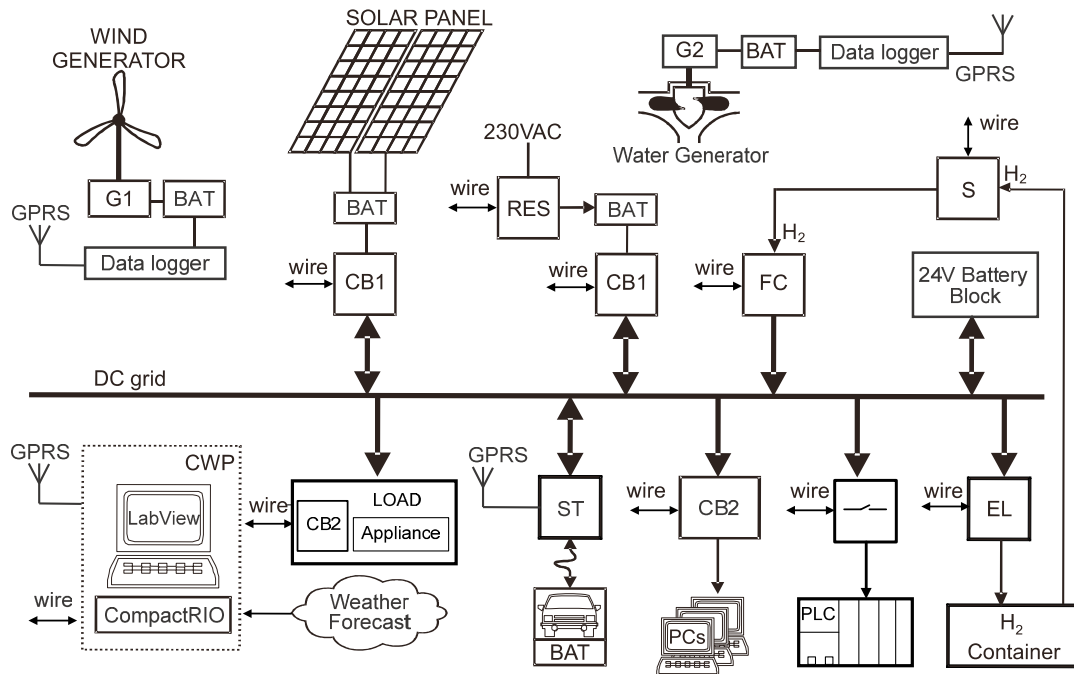 WIND
GENERATOR
SOLAR PANEL
G2
BAT
Data logger
GPRS
Water Generator
230VAC
wire
G1
BAT
GPRS
Data logger
BAT
wire
RES
BAT
S
H2
H2
wire
CB1
wire
CB1
wire
FC
24V Battery
Block
DC grid
GPRS
CWP
LabView
wire
CompactRIO
wire
LOAD
CB2
Appliance
Weather
Forecast
GPRS
ST
BAT
wire
CB2
PCs
wire
PLC
wire
EL
H2
Container